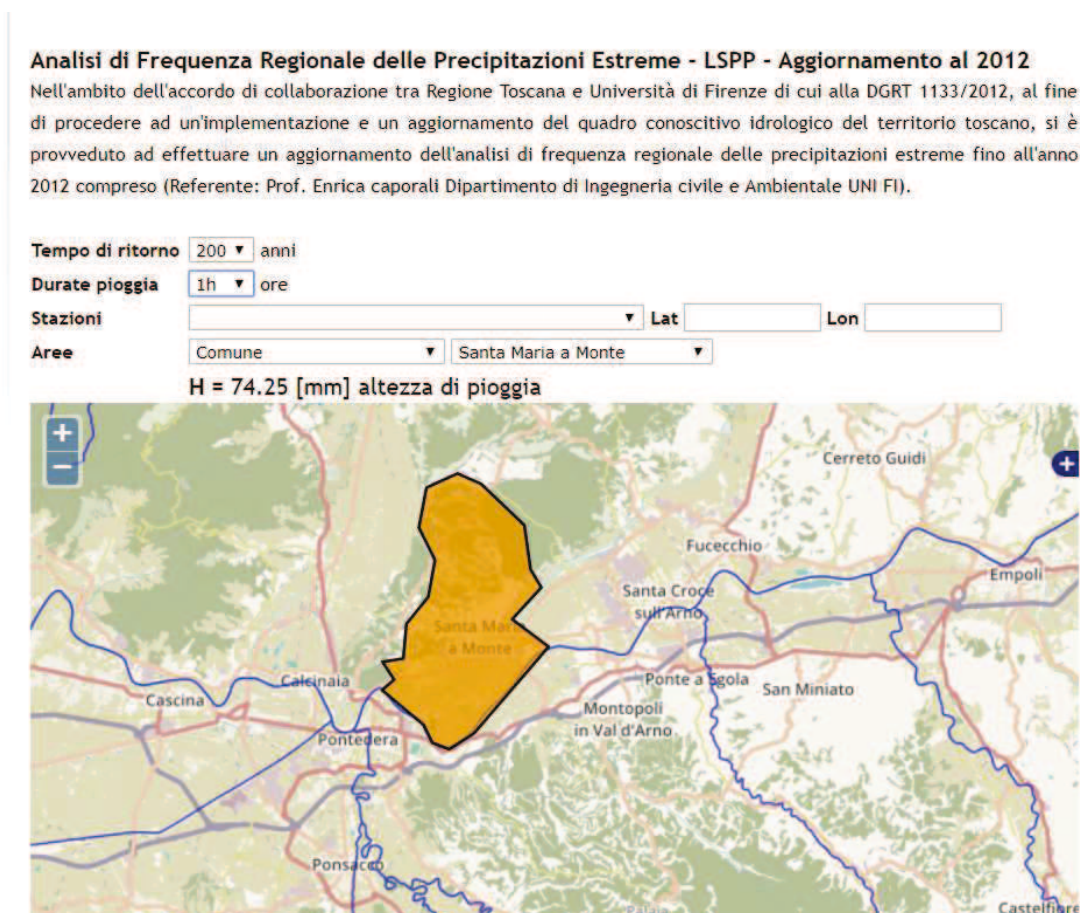 Analisi di Frequenza Regionale delle Precipitazioni Estreme - LSPP - Aggiornamento al 2012
Nell'ambito dell'accordo di collaborazione tra Regione Toscana e Università di Firenze di cui alla DGRT 1133/2012, al fine
di procedere ad un'implementazione e un aggiornamento del quadro conoscitivo idrologico del territorio toscano, si è
provveduto ad effettuare un aggiornamento dell'analisi di frequenza regionale delle precipitazioni estreme fino all'anno
2012 compreso (Referente: Prof. Enrica caporali Dipartimento di Ingegneria civile e Ambientale UNI FI).
Tempo di ritorno 200 anni
Durate pioggia 1h ore
Stazioni Lat Lon
Aree Comune Santa Maria a Monte
H = 74.25 [mm] altezza di pioggia
+
−
+
Cerreto Guidi
Fucecchio
Empoli
Santa Croce
sull'Arno
Santa Maria
a Monte
Calcinaia
Ponte a Egola
San Miniato
Cascina
Montopoli
in Val d'Arno
Pontedera
Ponsacco
Palaia